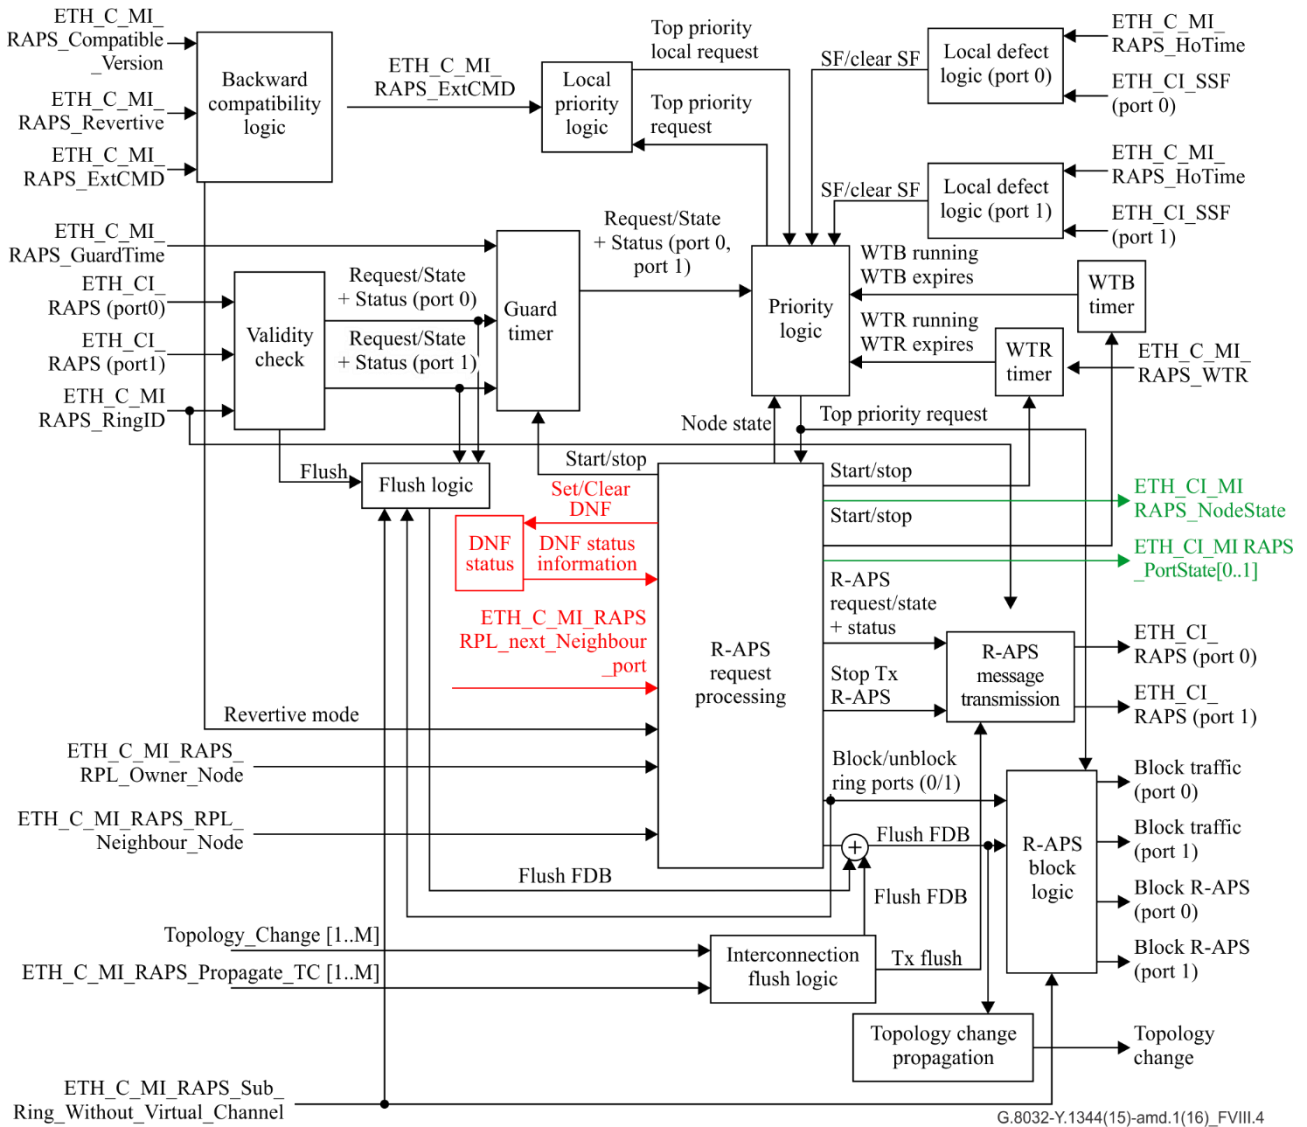 ETH_C_MI_
RAPS_Compatible
_Version
ETH_C_MI_
RAPS_Revertive
ETH_C_MI_
RAPS_ExtCMD
Backward
compatibility
logic
ETH_C_MI_
RAPS_ExtCMD
Local
priority
logic
Top priority
local request
Top priority
request
SF/clear SF
Local defect
logic (port 0)
ETH_C_MI_
RAPS_HoTime
ETH_CI_SSF
(port 0)
SF/clear SF
Local defect
logic (port 1)
ETH_C_MI_
RAPS_HoTime
ETH_CI_SSF
(port 1)
ETH_C_MI_
RAPS_GuardTime
ETH_CI_
RAPS (port0)
ETH_CI_
RAPS (port1)
ETH_C_MI
RAPS_RingID
Validity
check
Request/State
+ Status (port 0)
Request/State
+ Status (port 1)
Guard
timer
Request/State
+ Status (port 0,
port 1)
Priority
logic
WTB running
WTB expires
WTR running
WTR expires
WTB
timer
WTR
timer
ETH_C_MI_
RAPS_WTR
Node state
Top priority request
Flush
Flush logic
Start/stop
Start/stop
Start/stop
Set/Clear
DNF
DNF
status
DNF status
information
ETH_C_MI_RAPS
RPL_next_Neighbour
_port
R-APS
request
processing
ETH_CI_MI
RAPS_NodeState
ETH_CI_MI RAPS
_PortState[0..1]
R-APS
request/state
+ status
Stop Tx
R-APS
R-APS
message
transmission
ETH_CI_
RAPS (port 0)
ETH_CI_
RAPS (port 1)
Revertive mode
ETH_C_MI_RAPS_
RPL_Owner_Node
ETH_C_MI_RAPS_RPL_
Neighbour_Node
Block/unblock
ring ports (0/1)
+
Flush FDB
Flush FDB
Flush FDB
R-APS
block
logic
Block traffic
(port 0)
Block traffic
(port 1)
Block R-APS
(port 0)
Block R-APS
(port 1)
Topology_Change [1..M]
ETH_C_MI_RAPS_Propagate_TC [1..M]
Interconnection
flush logic
Tx flush
Topology change
propagation
Topology
change
ETH_C_MI_RAPS_Sub_
Ring_Without_Virtual_Channel
G.8032-Y.1344(15)-amd.1(16)_FVIII.4